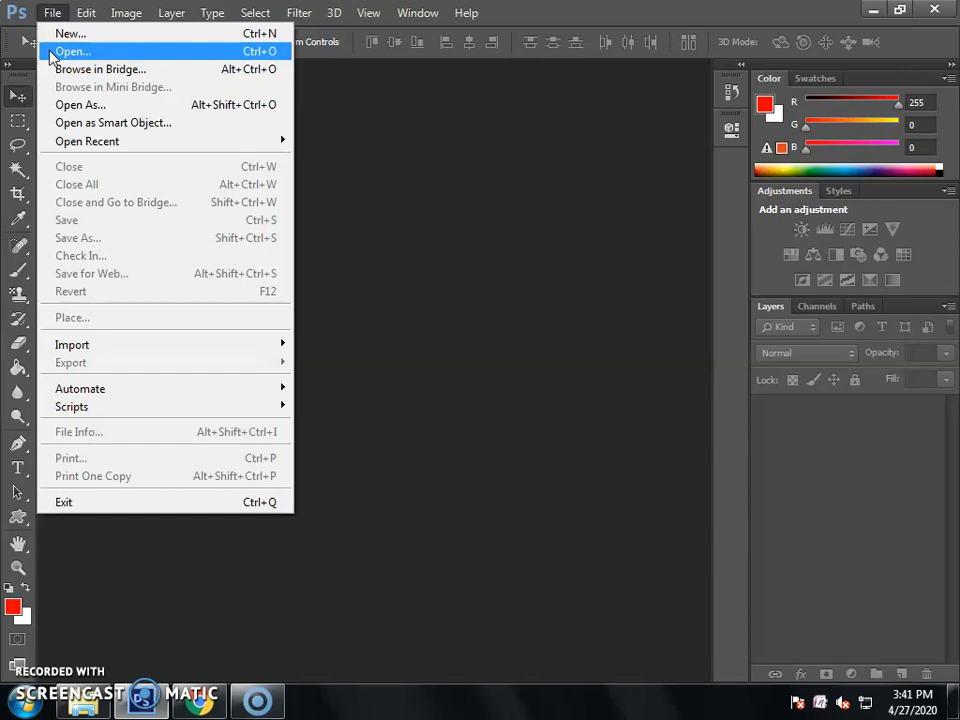 Ps File Edit Image Layer Type Select Filter 3D View Window Help
m Controls 3D Mode:
New... Ctrl+N
Open... Ctrl+O
Browse in Bridge... Alt+Ctrl+O
Browse in Mini Bridge...
Open As... Alt+Shift+Ctrl+O
Open as Smart Object...
Open Recent
Close Ctrl+W
Close All Alt+Ctrl+W
Close and Go to Bridge... Shift+Ctrl+W
Save Ctrl+S
Save As... Shift+Ctrl+S
Check In...
Save for Web... Alt+Shift+Ctrl+S
Revert F12
Place...
Import
Export
Automate
Scripts
File Info... Alt+Shift+Ctrl+I
Print... Ctrl+P
Print One Copy Alt+Shift+Ctrl+P
Exit Ctrl+Q
Color Swatches
R 255
G 0
B 0
Adjustments Styles
Add an adjustment
Layers Channels Paths
Kind
Normal Opacity:
Lock: Fill:
RECORDED WITH
SCREENCAST MATIC
Ps
3:41 PM
4/27/2020